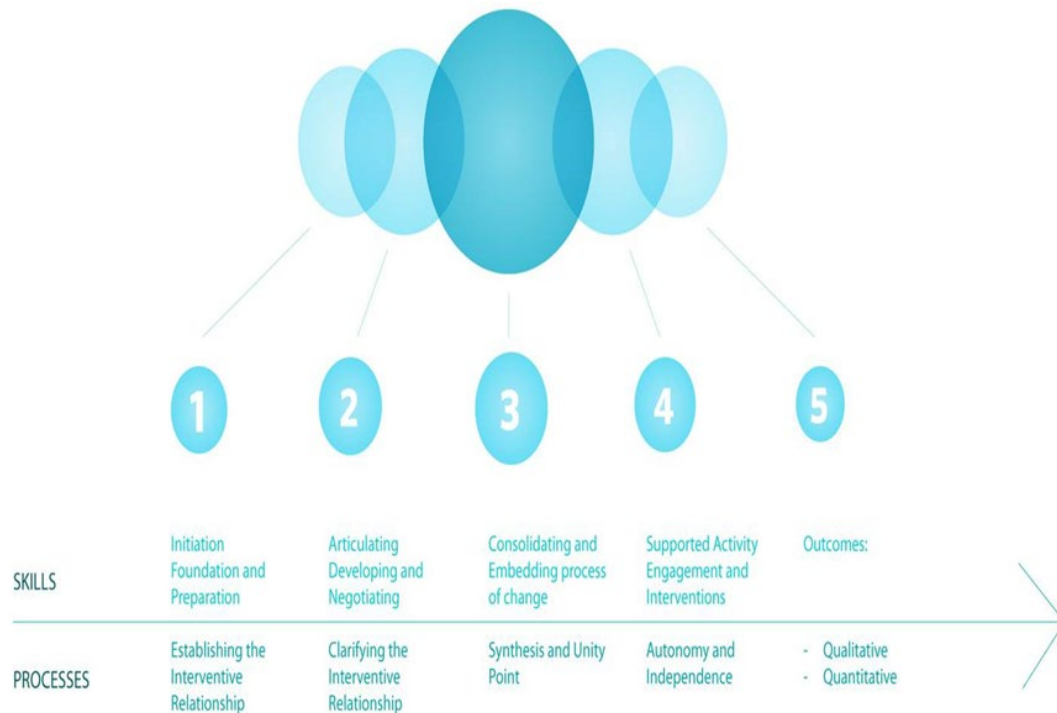 1
2
3
4
5
SKILLS
Initiation
Foundation and
Preparation
Articulating
Developing and
Negotiating
Consolidating and
Embedding process
of change
Supported Activity
Engagement and
Interventions
Outcomes:
PROCESSES
Establishing the
Interventive
Relationship
Clarifying the
Interventive
Relationship
Synthesis and Unity
Point
Autonomy and
Independence
- Qualitative
- Quantitative